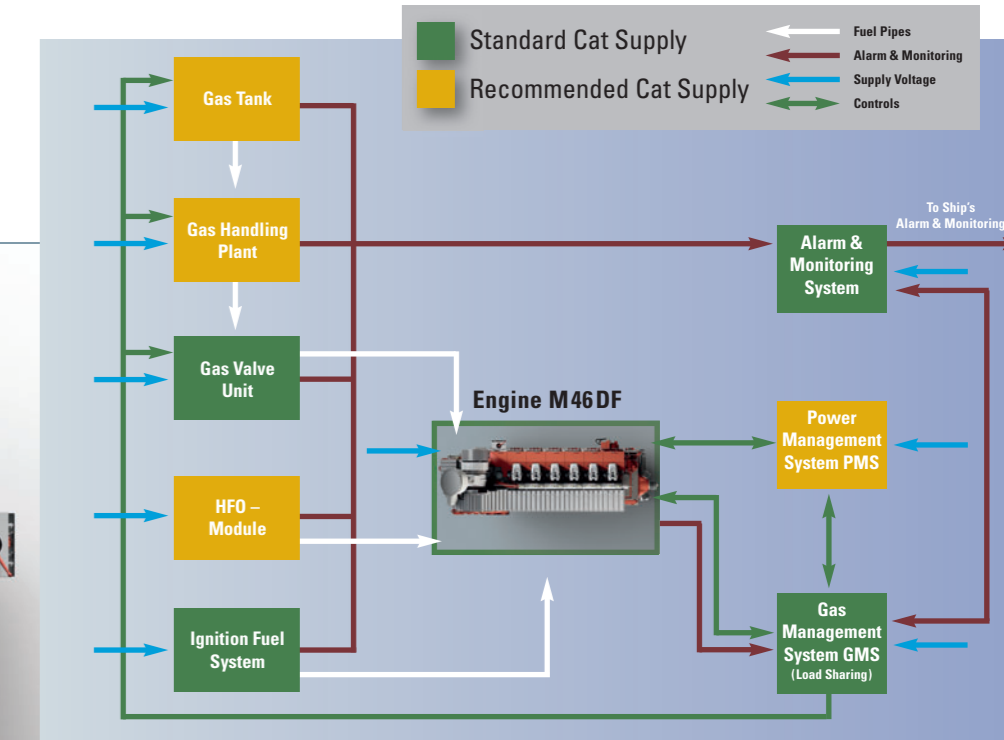 Standard Cat Supply
Recommended Cat Supply
Fuel Pipes
Alarm & Monitoring
Supply Voltage
Controls
Gas Tank
Gas Handling
Plant
Gas Valve
Unit
HFO –
Module
Ignition Fuel
System
Engine M46DF
To Ship's
Alarm & Monitoring
Alarm &
Monitoring
System
Power
Management
System PMS
Gas
Management
System GMS
(Load Sharing)